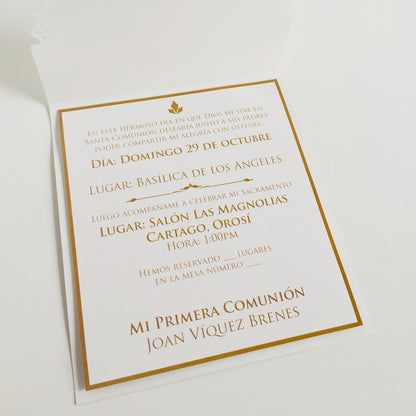 En este hermoso día en que Dios me une en
Santa Comunión desearía junto a mis padres
poder compartir mi alegría con ustedes.
Día: Domingo 29 de octubre
Lugar: Basílica de los Angeles
Luego acompáñame a celebrar mi Sacramento
Lugar: Salón Las Magnolias
Cartago, Orosí
Hora: 1:00pm
Hemos reservado ___ lugares
en la mesa número ___
Mi Primera Comunión
Joan Víquez Brenes